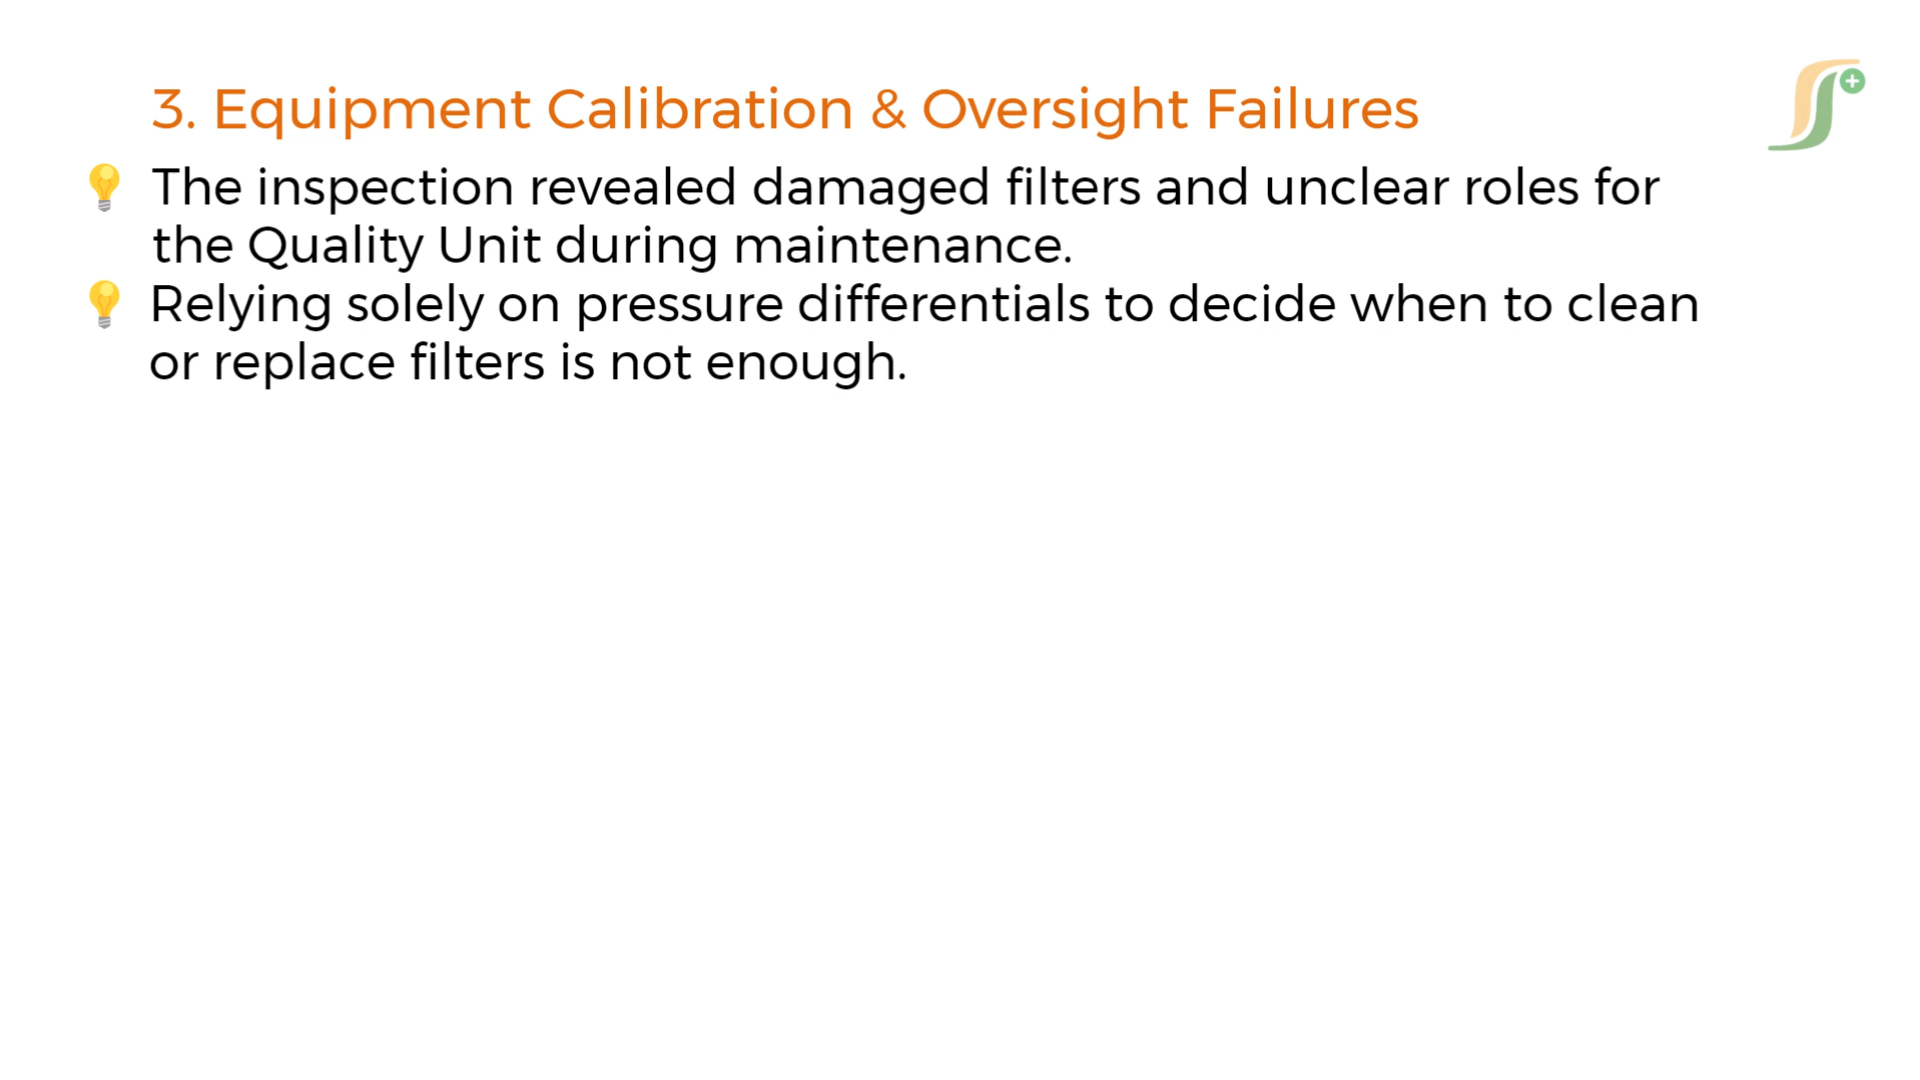 3. Equipment Calibration & Oversight Failures
The inspection revealed damaged filters and unclear roles for
the Quality Unit during maintenance.
Relying solely on pressure differentials to decide when to clean
or replace filters is not enough.